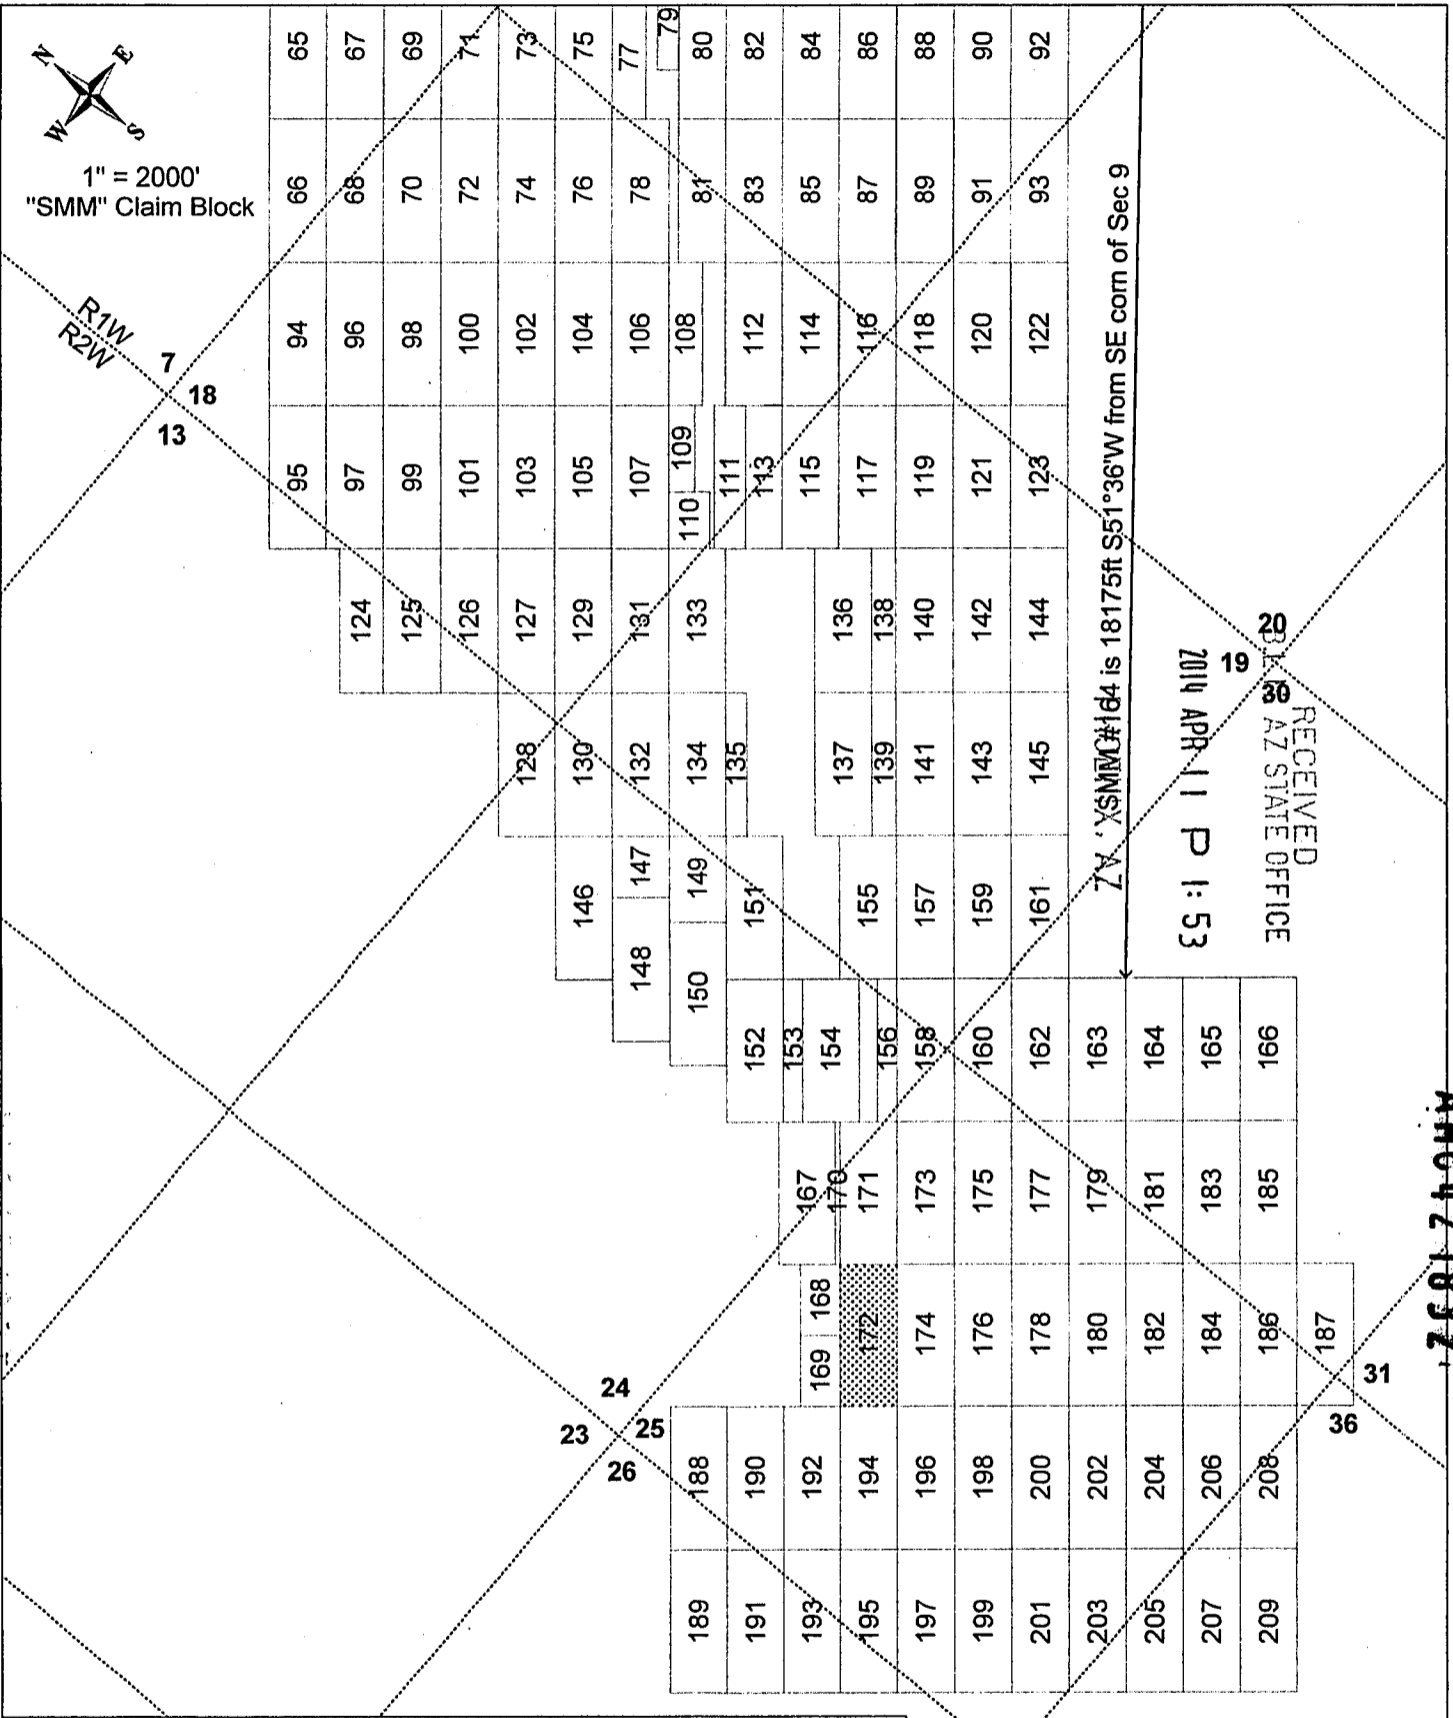 N
E
W
S
1" = 2000'
"SMM" Claim Block
R1W
R2W
7
18
13
65 67 69 71 73 75 77 79 80 82 84 86 88 90 92
66 68 70 72 74 76 78 81 83 85 87 89 91 93
94 96 98 100 102 104 106 108 112 114 116 118 120 122
95 97 99 101 103 105 107 109 110 111 113 115 117 119 121 123
124 125 126 127 129 131 133 136 138 140 142 144
128 130 132 134 135 137 139 141 143 145
146 147 148 149 150 151 155 157 159 161
152 153 154 156 158 160 162 163 164 165 166
167 170 171 173 175 177 179 181 183 185
168 169 172 174 176 178 180 182 184 186 187
188 190 192 194 196 198 200 202 204 206 208
189 191 193 195 197 199 201 203 205 207 209
is 18175ft S51°36'W from SE corn of Sec 9
20
19
30
RECEIVED
AZ STATE OFFICE
2014 APR 11 P 1:53
24
23
25
26
31
36